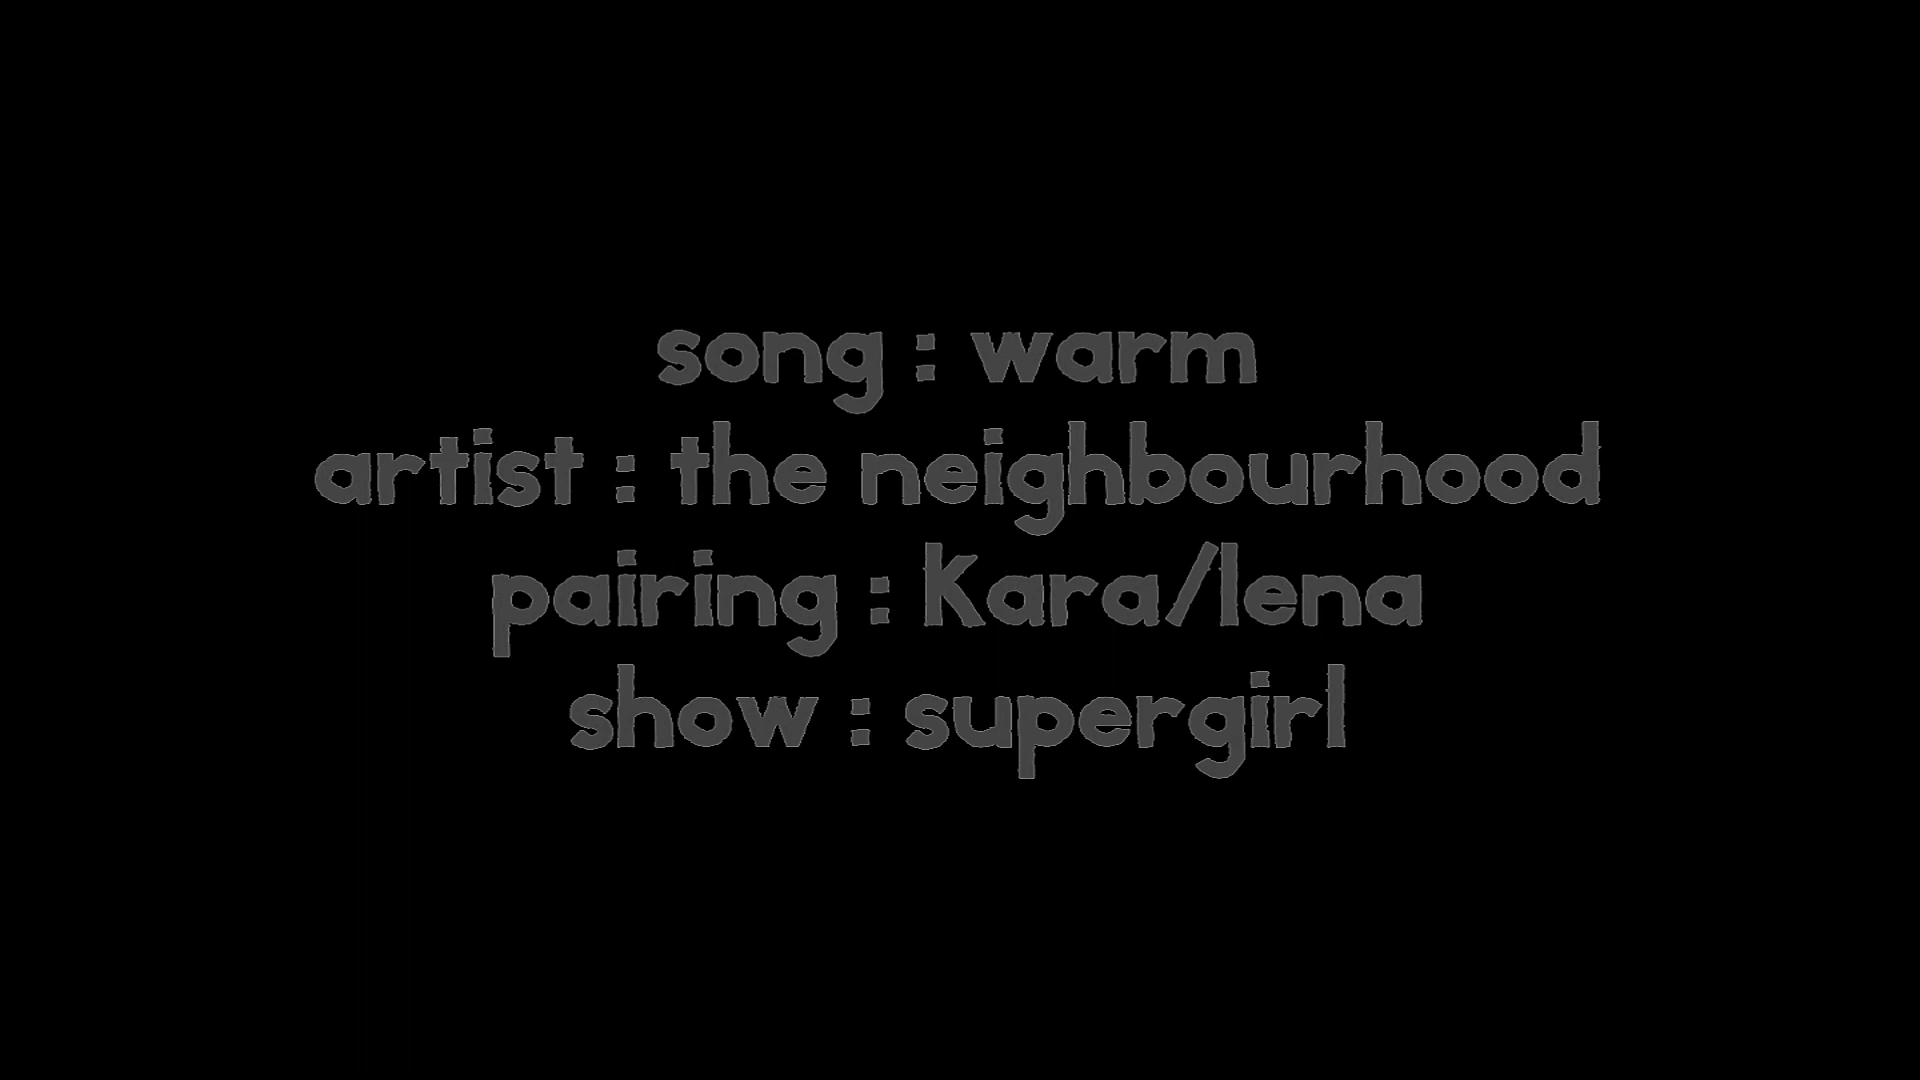 song : warm
artist : the neighbourhood
pairing : Kara/lena
show : supergirl